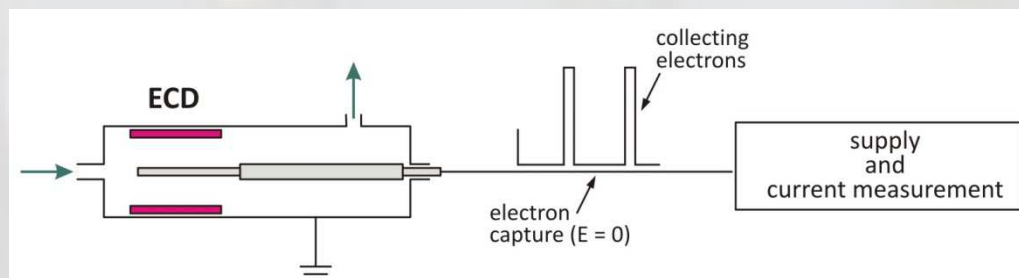 ECD
collecting
electrons
electron
capture (E = 0)
supply
and
current measurement